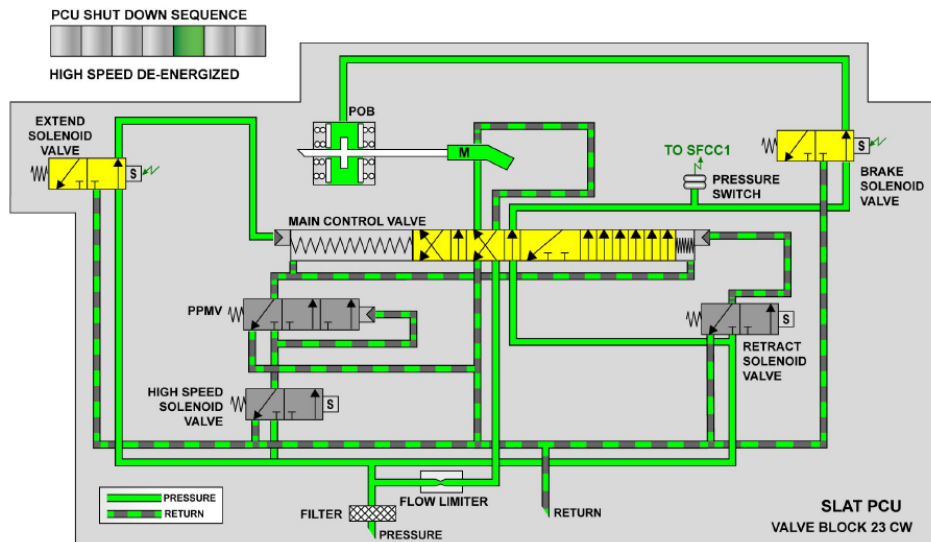 PCU SHUT DOWN SEQUENCE
HIGH SPEED DE-ENERGIZED
EXTEND
SOLENOID
VALVE
S
POB
M
TO SFCC1
PRESSURE
SWITCH
S
BRAKE
SOLENOID
VALVE
MAIN CONTROL VALVE
PPMV
S
RETRACT
SOLENOID
VALVE
HIGH SPEED
SOLENOID
VALVE
S
PRESSURE
RETURN
FILTER
FLOW LIMITER
PRESSURE
RETURN
SLAT PCU
VALVE BLOCK 23 CW